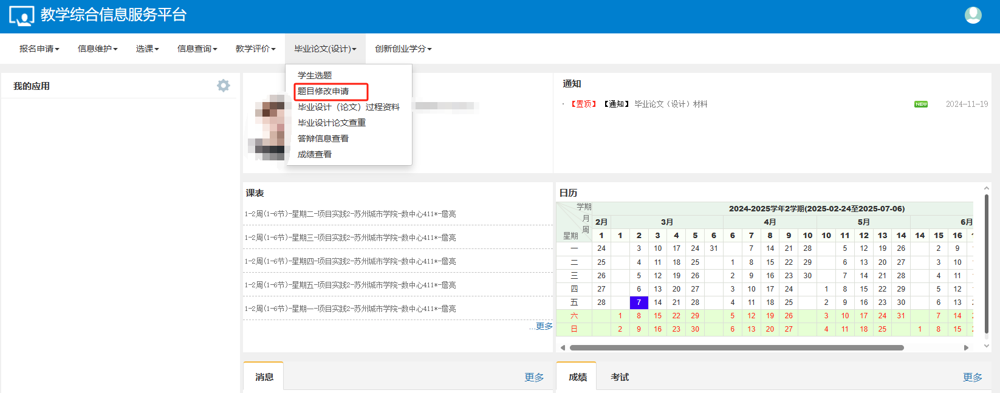 教学综合信息服务平台
报名申请 信息维护 选课 信息查询 教学评价 毕业论文(设计) 创新创业学分
我的应用
学生选题
题目修改申请
毕业设计（论文）过程资料
毕业设计论文查重
答辩信息查看
成绩查看
通知
· 【置顶】 【通知】 毕业论文（设计）材料 NEW 2024-11-19
课表
1-2周(1-6节)-星期二-项目实践2-苏州城市学院-数中心411*-詹亮
1-2周(1-6节)-星期三-项目实践2-苏州城市学院-数中心411*-詹亮
1-2周(1-6节)-星期四-项目实践2-苏州城市学院-数中心411*-詹亮
1-2周(1-6节)-星期五-项目实践2-苏州城市学院-数中心411*-詹亮
1-2周(1-6节)-星期一-项目实践2-苏州城市学院-数中心411*-詹亮
...更多
日历
学期 2024-2025学年2学期(2025-02-24至2025-07-06)
月 2月 3月 4月 5月 6月
周
星期 1 1 2 3 4 5 6 6 7 8 9 10 10 11 12 13 14 14 15 16
一 24 3 10 17 24 31 7 14 21 28 5 12 19 26 2 9
二 25 4 11 18 25 1 8 15 22 29 6 13 20 27 3 10
三 26 5 12 19 26 2 9 16 23 30 7 14 21 28 4 11
四 27 6 13 20 27 3 10 17 24 1 8 15 22 29 5 12
五 28 7 14 21 28 4 11 18 25 2 9 16 23 30 6 13
六 1 8 15 22 29 5 12 19 26 3 10 17 24 31 7 14
日 2 9 16 23 30 6 13 20 27 4 11 18 25 1 8 15
消息 更多
成绩 考试 更多